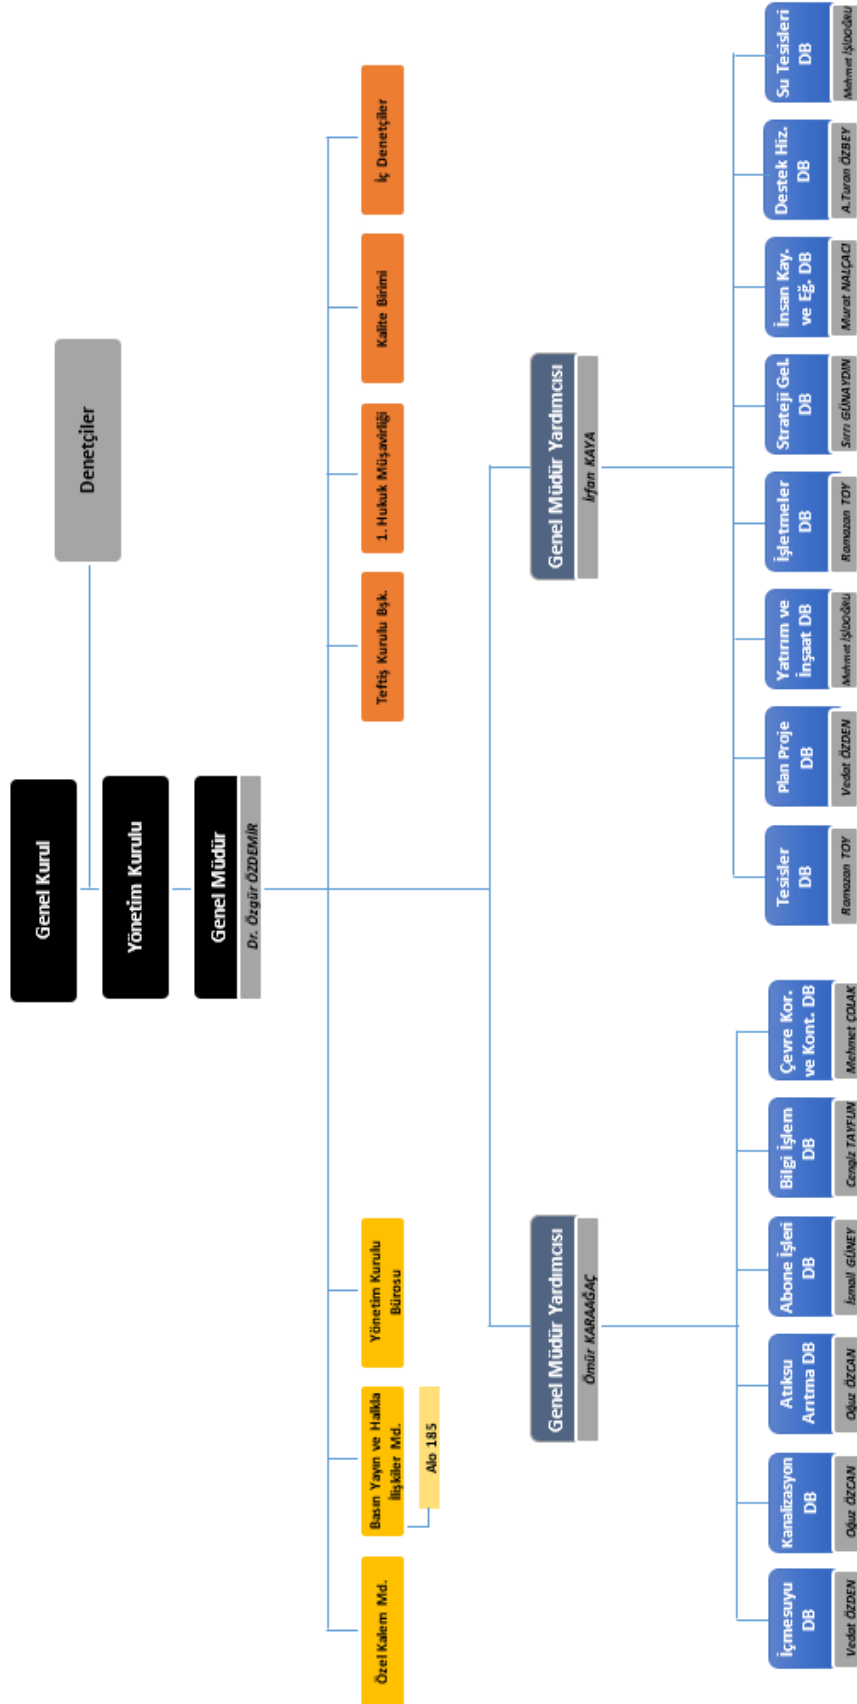 Genel Kurul
Denetçiler
Yönetim Kurulu
Genel Müdür
Dr. Özgür ÖZDEMİR
Özel Kalem Md.
Basın Yayın ve Halkla
İlişkiler Md.
Alo 185
Yönetim Kurulu
Bürosu
Teftiş Kurulu Bşk.
1. Hukuk Müşavirliği
Kalite Birimi
İç Denetçiler
Genel Müdür Yardımcısı
Ömür KARAAĞAÇ
Genel Müdür Yardımcısı
İrfan KAYA
İçmesuyu
DB
Vedat ÖZDEN
Kanalizasyon
DB
Oğuz ÖZCAN
Atıksu
Arıtma DB
Oğuz ÖZCAN
Abone İşleri
DB
İsmail GÜNEY
Bilgi İşlem
DB
Cengiz TAYFUN
Çevre Kor.
ve Kont. DB
Mehmet ÇOLAK
Tesisler
DB
Ramazan TOY
Plan Proje
DB
Vedat ÖZDEN
Yatırım ve
İnşaat DB
Mehmet IŞIDOĞRU
İşletmeler
DB
Ramazan TOY
Strateji Gel.
DB
Sırrı GÜNAYDIN
İnsan Kay.
ve Eğ. DB
Murat NALÇACI
Destek Hiz.
DB
A.Turan ÖZBEY
Su Tesisleri
DB
Mehmet IŞIDOĞRU